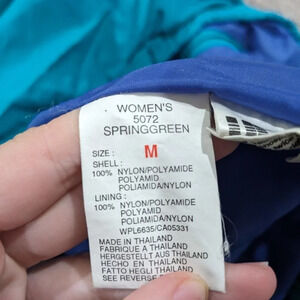 WOMEN'S
5072
SPRINGGREEN
SIZE : M
SHELL :
100% NYLON/POLYAMIDE
POLYAMID
POLIAMIDA/NYLON
LINING :
100% NYLON/POLYAMIDE
POLYAMID
POLIAMIDA/NYLON
WPL6635/CA05331
MADE IN THAILAND
FABRIQUE A THAILAND
HERGESTELLT AUS THAILAND
HECHO EN THAILAND
FATTO HEGLI THAILAND
SEE REVERSE